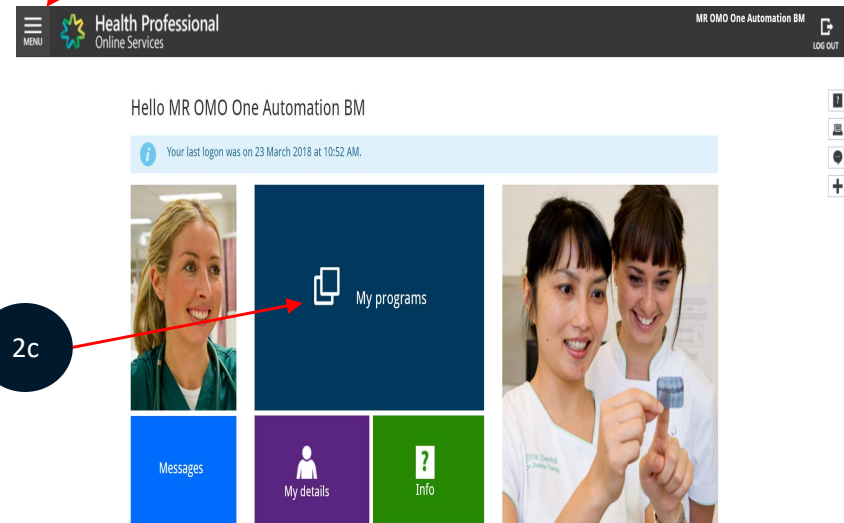 MENU
Health Professional
Online Services
MR OMO One Automation BM
LOG OUT
Hello MR OMO One Automation BM
?
i
Your last logon was on 23 March 2018 at 10:52 AM.
My programs
2c
Messages
My details
?
Info